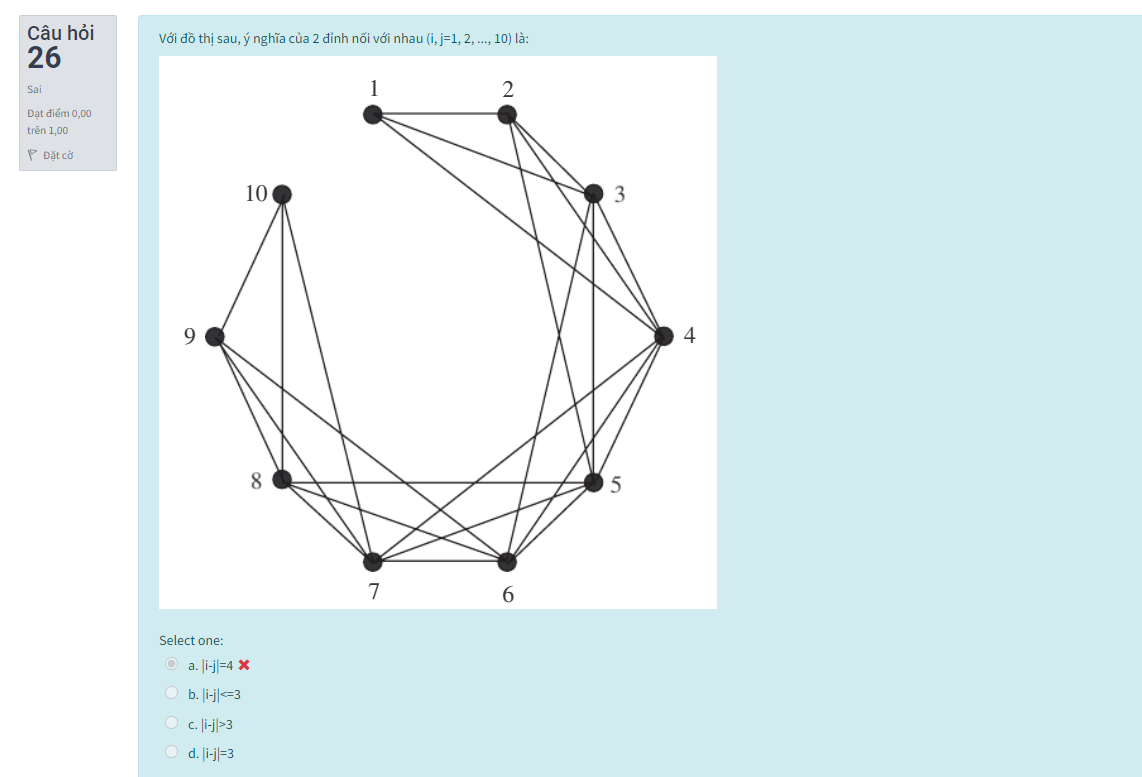 Câu hỏi
26
Sai
Đạt điểm 0,00
trên 1,00
Đặt cờ
Với đồ thị sau, ý nghĩa của 2 đỉnh nối với nhau (i, j=1, 2, ..., 10) là:
1
2
10
3
9
4
8
5
7
6
Select one:
a. |i-j|=4
b. |i-j|<=3
c. |i-j|>3
d. |i-j|=3